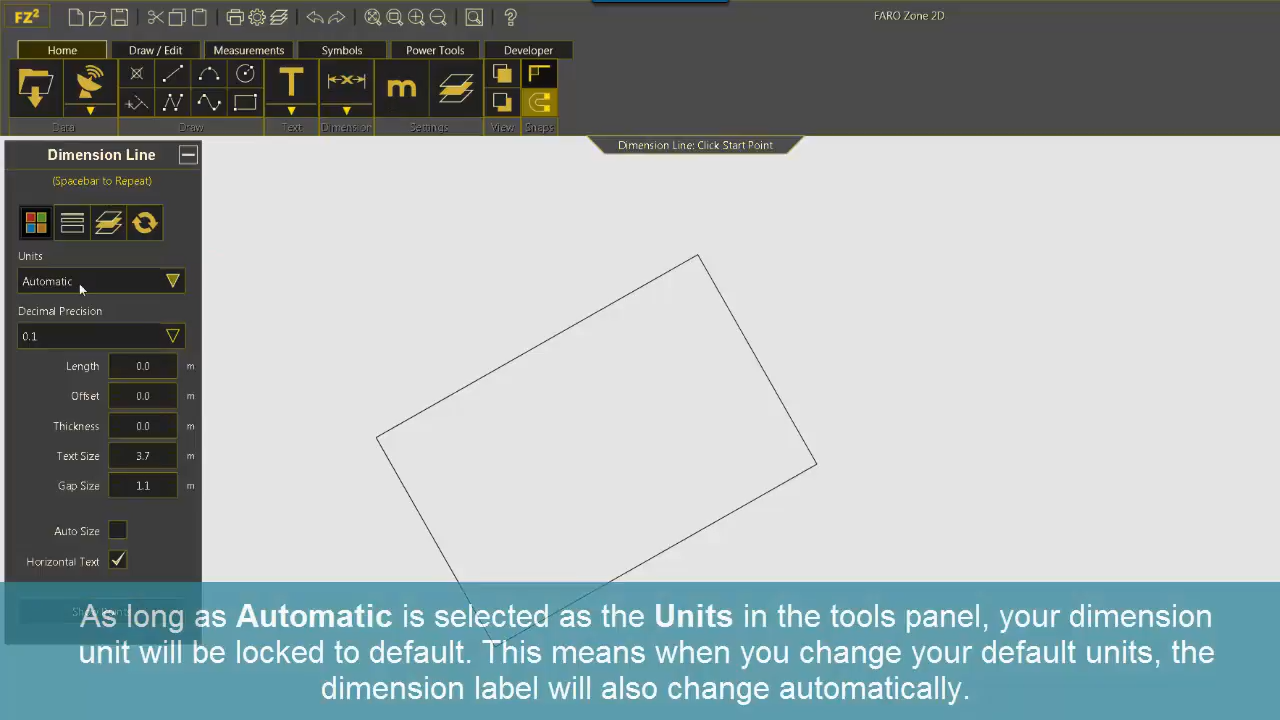 FZ²
FARO Zone 2D
Home Draw / Edit Measurements Symbols Power Tools Developer
T m
Data Draw Text Dimension Settings View Snaps
Dimension Line: Click Start Point
Dimension Line
(Spacebar to Repeat)
Units
Automatic
Decimal Precision
0.1
Length 0.0 m
Offset 0.0 m
Thickness 0.0 m
Text Size 3.7 m
Gap Size 1.1 m
Auto Size
Horizontal Text
As long as Automatic is selected as the Units in the tools panel, your dimension
unit will be locked to default. This means when you change your default units, the
dimension label will also change automatically.